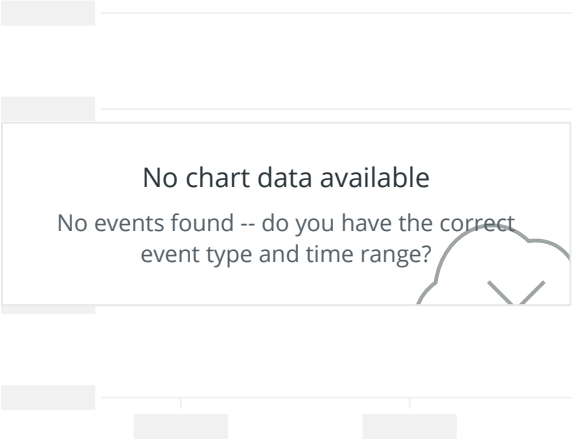 No chart data available
No events found -- do you have the correct
event type and time range?